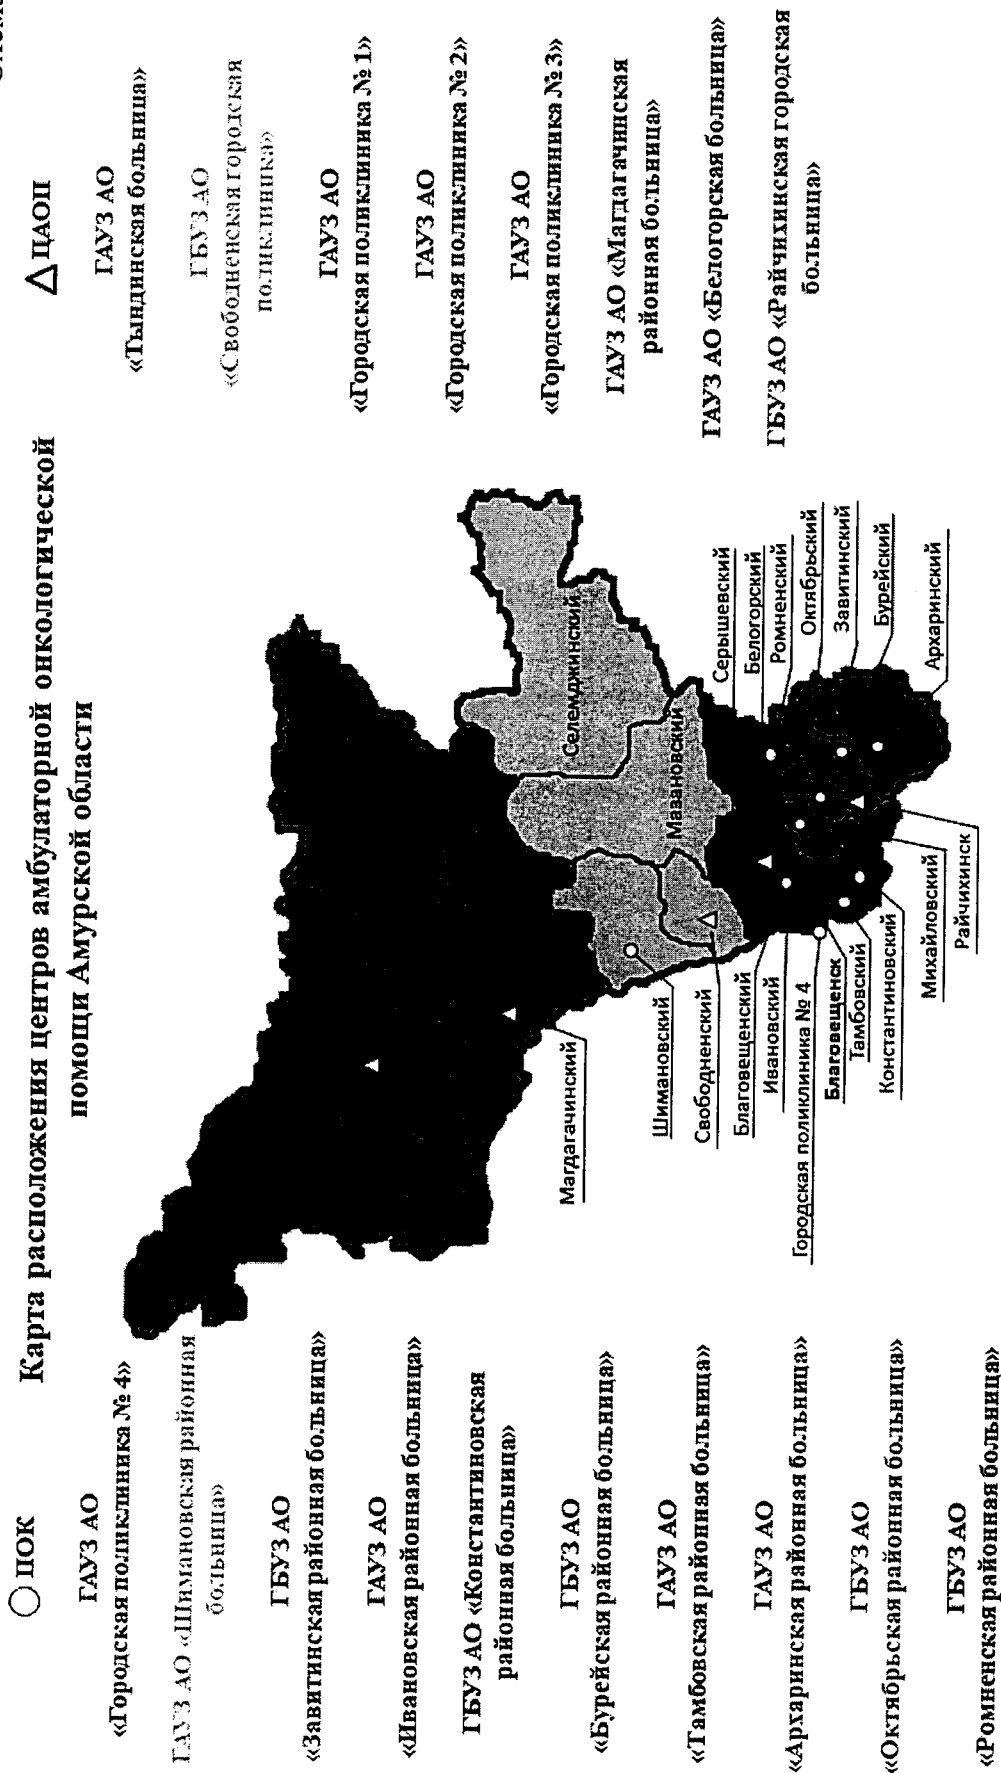 Карта расположения центров амбулаторной онкологической
помощи Амурской области
ПОК
ГАУЗ АО
«Городская поликлиника № 4»
ГАУЗ АО «Шимановская районная
больница»
ГБУЗ АО
«Завитинская районная больница»
ГАУЗ АО
«Ивановская районная больница»
ГБУЗ АО «Константиновская
районная больница»
ГБУЗ АО
«Бурейская районная больница»
ГАУЗ АО
«Тамбовская районная больница»
ГАУЗ АО
«Архаринская районная больница»
ГБУЗ АО
«Октябрьская районная больница»
ГБУЗ АО
«Ромненская районная больница»
Магдагачинский
Шимановский
Свободненский
Благовещенский
Ивановский
Городская поликлиника № 4
Благовещенск
Тамбовский
Константиновский
Михайловский
Райчихинск
Селемджинский
Мазановский
Серышевский
Белогорский
Ромненский
Октябрьский
Завитинский
Бурейский
Архаринский
ЦАОП
ГАУЗ АО
«Тындинская больница»
ГБУЗ АО
«Свободненская городская
поликлиника»
ГАУЗ АО
«Городская поликлиника № 1»
ГАУЗ АО
«Городская поликлиника № 2»
ГАУЗ АО
«Городская поликлиника № 3»
ГАУЗ АО «Магдагачинская
районная больница»
ГАУЗ АО «Белогорская больница»
ГБУЗ АО «Райчихинская городская
больница»